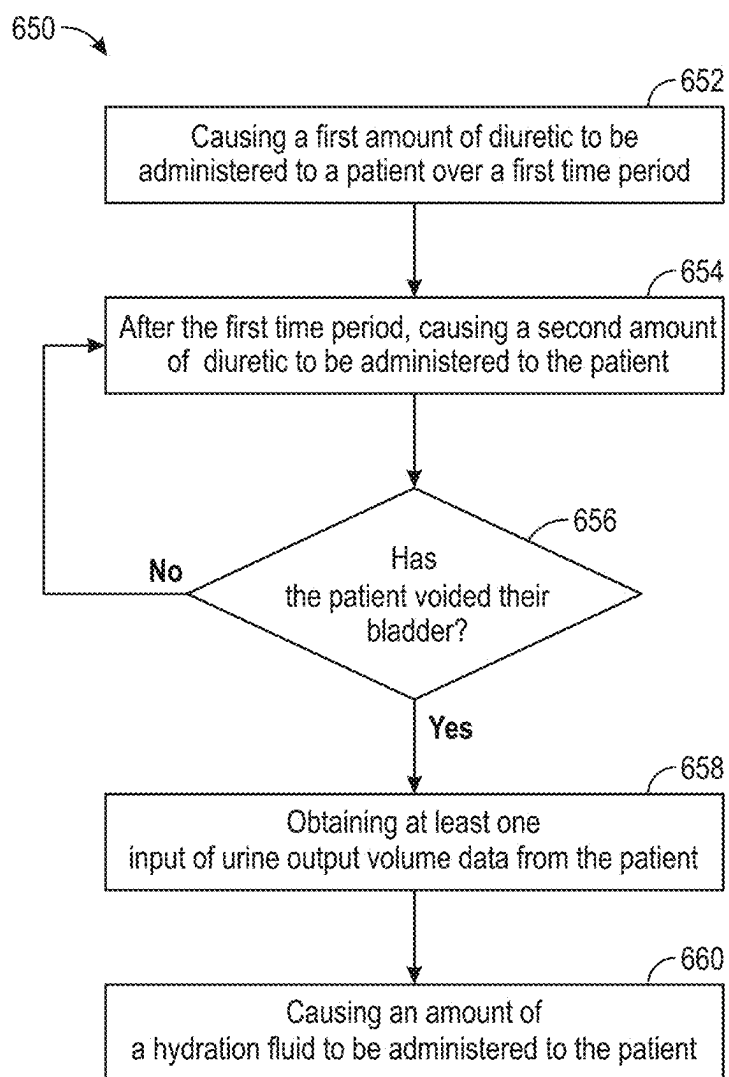 650
652
Causing a first amount of diuretic to be
administered to a patient over a first time period
654
After the first time period, causing a second amount
of diuretic to be administered to the patient
656
Has
the patient voided their
bladder?
No
Yes
658
Obtaining at least one
input of urine output volume data from the patient
660
Causing an amount of
a hydration fluid to be administered to the patient